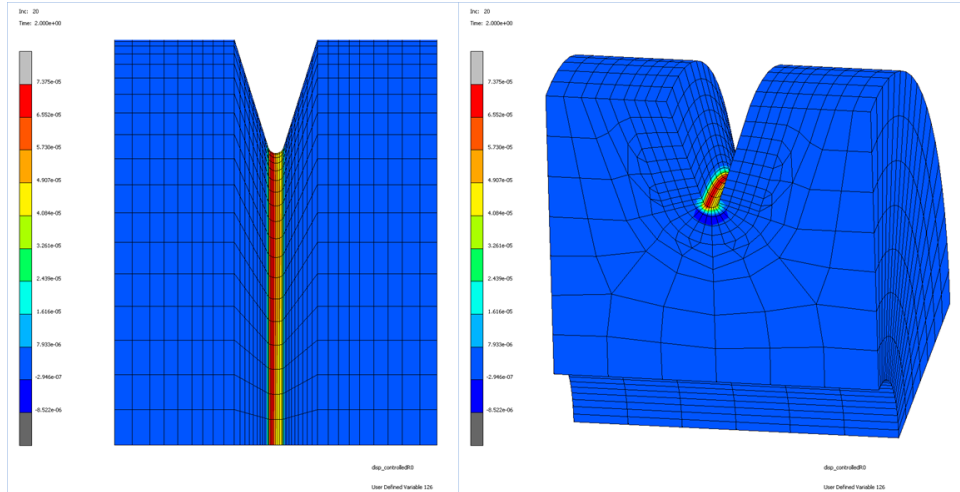 Inc: 20
Time: 2.000e+00
7.375e-05
6.552e-05
5.730e-05
4.907e-05
4.084e-05
3.261e-05
2.439e-05
1.616e-05
7.933e-06
-2.946e-07
-8.522e-06
disp_controlledR0
User Defined Variable 126
Inc: 20
Time: 2.000e+00
7.375e-05
6.552e-05
5.730e-05
4.907e-05
4.084e-05
3.261e-05
2.439e-05
1.616e-05
7.933e-06
-2.946e-07
-8.522e-06
disp_controlledR0
User Defined Variable 126